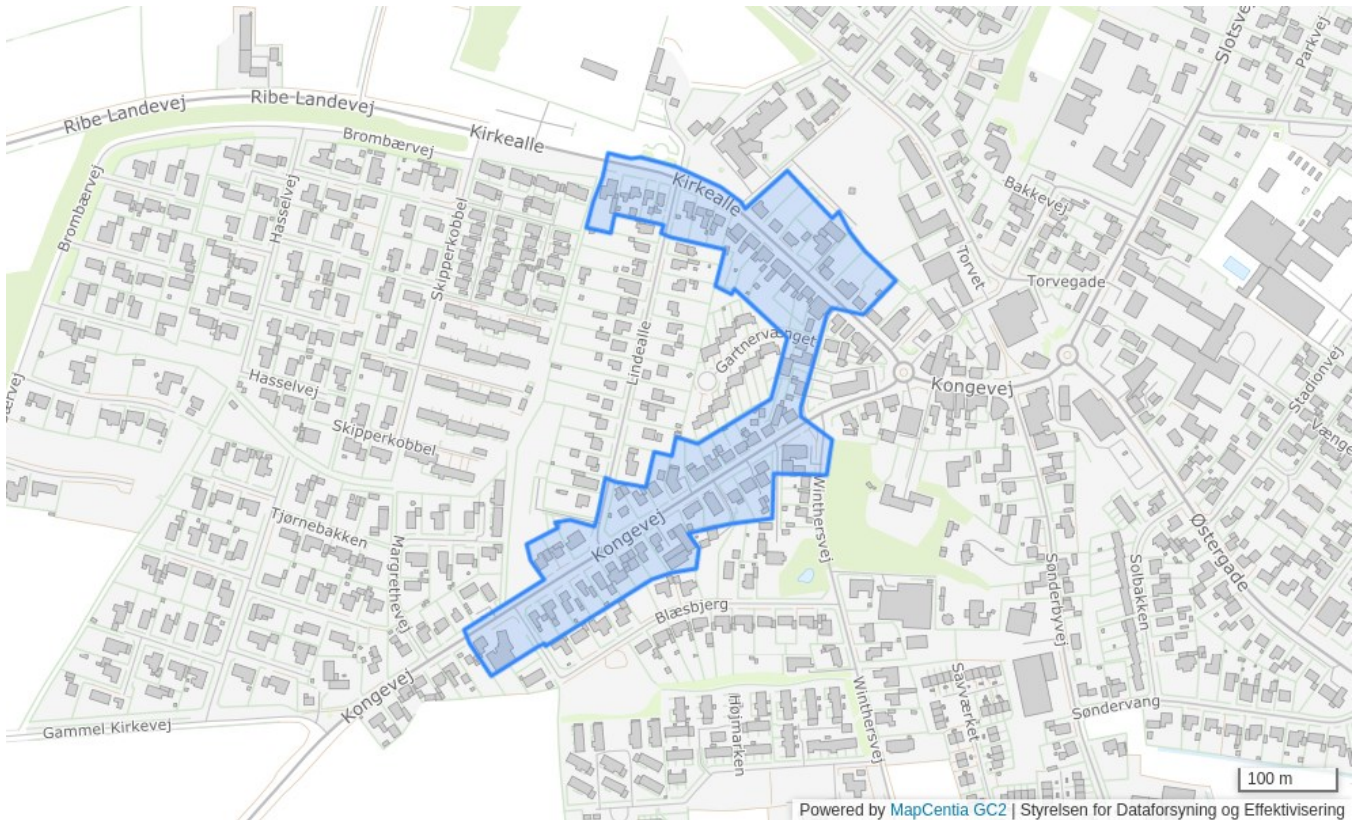 Slotsvej
Parkvej
Ribe Landevej
Ribe Landevej
Kirkealle
Brombærvej
Brombærvej
Hasselvej
Skipperkobbel
Kirkealle
Bakkevej
Torvet
Torvegade
Lindealle
Gartnervænget
Kongevej
Stadionvej
Hasselvej
Skipperkobbel
Vænget
Tjørnebakken
Kongevej
Winthersvej
Østergade
Margrethevej
Blæsbjerg
Sønderbyvej
Solbakken
Kongevej
Gammel Kirkevej
Højmarken
Winthersvej
Savværket
Søndervang
100 m
Powered by MapCentia GC2 | Styrelsen for Dataforsyning og Effektivisering